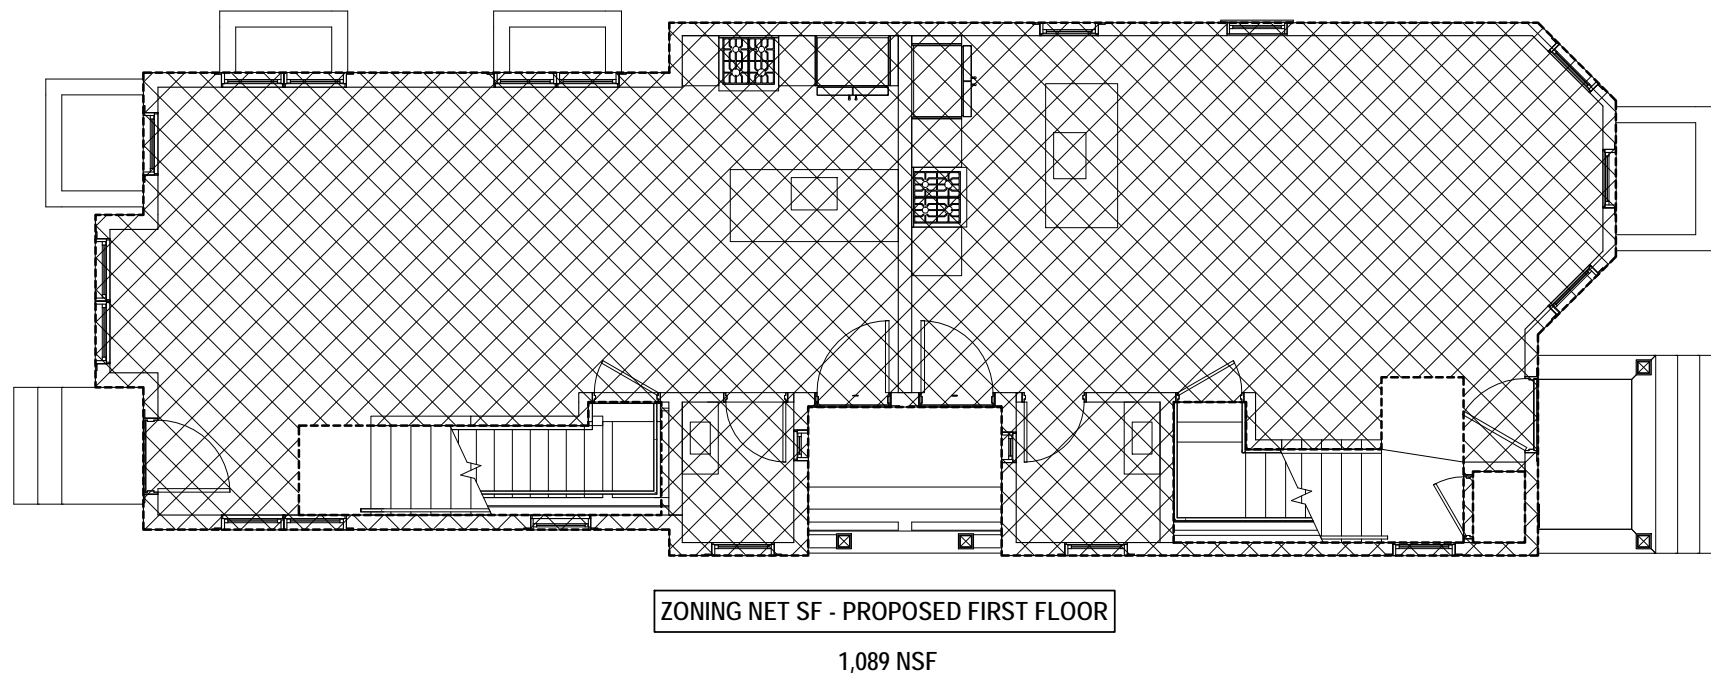 ZONING NET SF - PROPOSED FIRST FLOOR
1,089 NSF